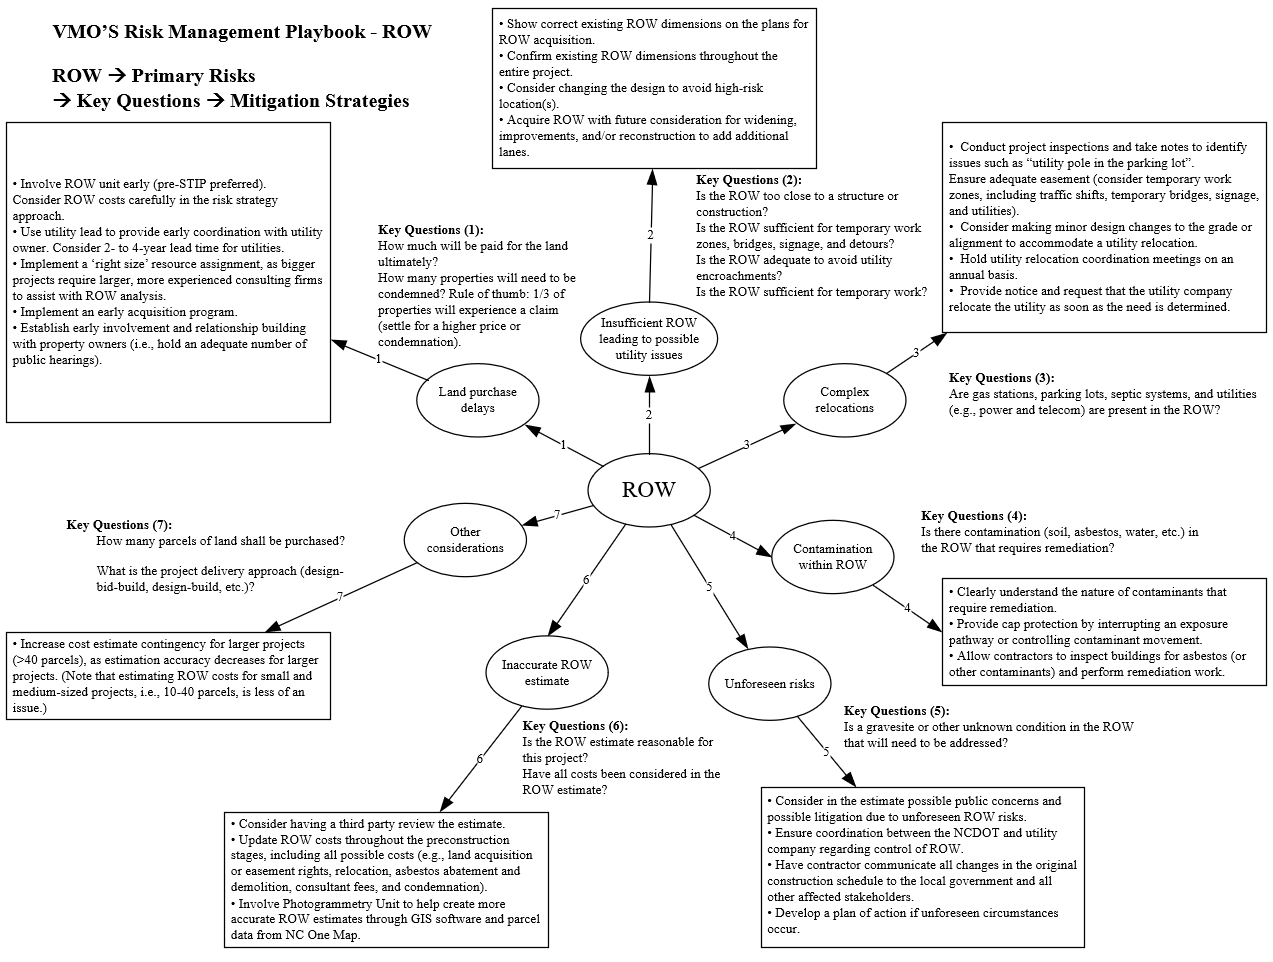 VMO’S Risk Management Playbook - ROW
ROW → Primary Risks
→ Key Questions → Mitigation Strategies
• Show correct existing ROW dimensions on the plans for
ROW acquisition.
• Confirm existing ROW dimensions throughout the
entire project.
• Consider changing the design to avoid high-risk
location(s).
• Acquire ROW with future consideration for widening,
improvements, and/or reconstruction to add additional
lanes.
• Involve ROW unit early (pre-STIP preferred).
Consider ROW costs carefully in the risk strategy
approach.
• Use utility lead to provide early coordination with utility
owner. Consider 2- to 4-year lead time for utilities.
• Implement a ‘right size’ resource assignment, as bigger
projects require larger, more experienced consulting firms
to assist with ROW analysis.
• Implement an early acquisition program.
• Establish early involvement and relationship building
with property owners (i.e., hold an adequate number of
public hearings).
Key Questions (1):
How much will be paid for the land
ultimately?
How many properties will need to be
condemned? Rule of thumb: 1/3 of
properties will experience a claim
(settle for a higher price or
condemnation).
2
Key Questions (2):
Is the ROW too close to a structure or
construction?
Is the ROW sufficient for temporary work
zones, bridges, signage, and detours?
Is the ROW adequate to avoid utility
encroachments?
Is the ROW sufficient for temporary work?
• Conduct project inspections and take notes to identify
issues such as “utility pole in the parking lot”.
Ensure adequate easement (consider temporary work
zones, including traffic shifts, temporary bridges, signage,
and utilities).
• Consider making minor design changes to the grade or
alignment to accommodate a utility relocation.
• Hold utility relocation coordination meetings on an
annual basis.
• Provide notice and request that the utility company
relocate the utility as soon as the need is determined.
Insufficient ROW
leading to possible
utility issues
1
3
Land purchase
delays
2
Complex
relocations
Key Questions (3):
Are gas stations, parking lots, septic systems, and utilities
(e.g., power and telecom) are present in the ROW?
1
3
ROW
Key Questions (7):
How many parcels of land shall be purchased?
What is the project delivery approach (design-
bid-build, design-build, etc.)?
Other
considerations
7
4
Contamination
within ROW
Key Questions (4):
Is there contamination (soil, asbestos, water, etc.) in
the ROW that requires remediation?
7
6
5
4
• Clearly understand the nature of contaminants that
require remediation.
• Provide cap protection by interrupting an exposure
pathway or controlling contaminant movement.
• Allow contractors to inspect buildings for asbestos (or
other contaminants) and perform remediation work.
• Increase cost estimate contingency for larger projects
(>40 parcels), as estimation accuracy decreases for larger
projects. (Note that estimating ROW costs for small and
medium-sized projects, i.e., 10-40 parcels, is less of an
issue.)
Inaccurate ROW
estimate
Unforeseen risks
Key Questions (6):
Is the ROW estimate reasonable for
this project?
Have all costs been considered in the
ROW estimate?
Key Questions (5):
Is a gravesite or other unknown condition in the ROW
that will need to be addressed?
6
5
• Consider having a third party review the estimate.
• Update ROW costs throughout the preconstruction
stages, including all possible costs (e.g., land acquisition
or easement rights, relocation, asbestos abatement and
demolition, consultant fees, and condemnation).
• Involve Photogrammetry Unit to help create more
accurate ROW estimates through GIS software and parcel
data from NC One Map.
• Consider in the estimate possible public concerns and
possible litigation due to unforeseen ROW risks.
• Ensure coordination between the NCDOT and utility
company regarding control of ROW.
• Have contractor communicate all changes in the original
construction schedule to the local government and all
other affected stakeholders.
• Develop a plan of action if unforeseen circumstances
occur.